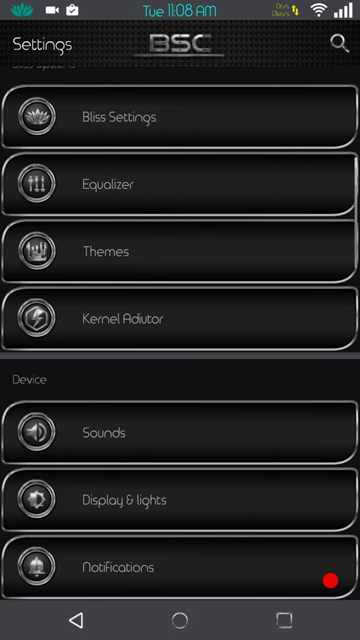 Tue 11:08 AM
Settings
BSC
Bliss Settings
Equalizer
Themes
Kernel Adiutor
Device
Sounds
Display & lights
Notifications